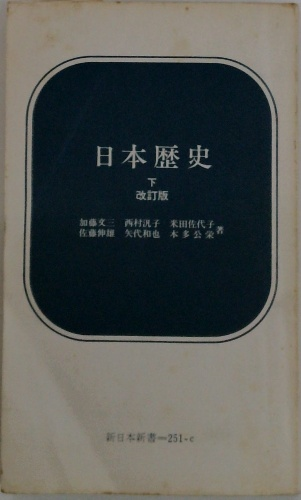 日本歴史
下
改訂版
加藤文三 西村汎子 米田佐代子
佐藤伸雄 矢代和也 本多公栄 著
新日本新書 251・c